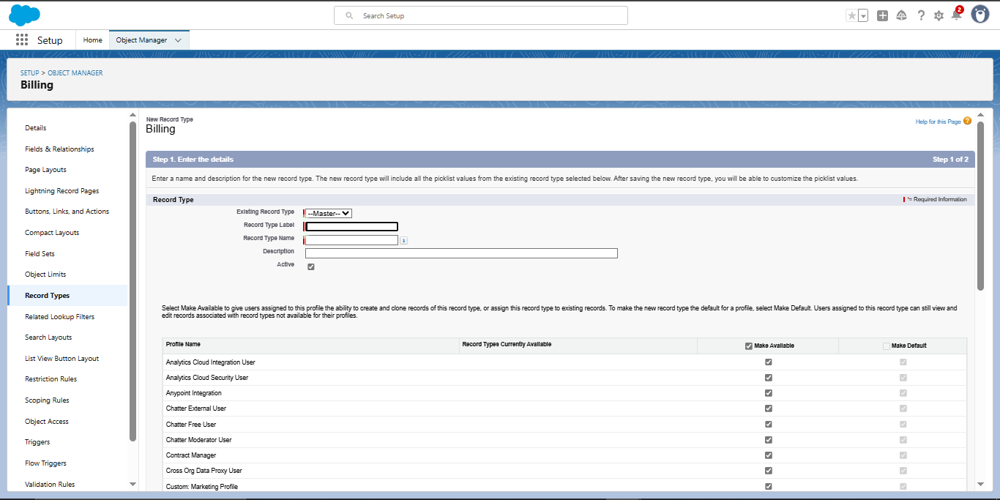 Search Setup
2
Setup
Home
Object Manager
SETUP > OBJECT MANAGER
Billing
Details
Fields & Relationships
Page Layouts
Lightning Record Pages
Buttons, Links, and Actions
Compact Layouts
Field Sets
Object Limits
Record Types
Related Lookup Filters
Search Layouts
List View Button Layout
Restriction Rules
Scoping Rules
Object Access
Triggers
Flow Triggers
Validation Rules
New Record Type
Billing
Help for this Page ?
Step 1. Enter the details Step 1 of 2
Enter a name and description for the new record type. The new record type will include all the picklist values from the existing record type selected below. After saving the new record type, you will be able to customize the picklist values.
Record Type *= Required Information
Existing Record Type --Master--
Record Type Label
Record Type Name i
Description
Active
Select Make Available to give users assigned to this profile the ability to create and clone records of this record type, or assign this record type to existing records. To make the new record type the default for a profile, select Make Default. Users assigned to this record type can still view and
edit records associated with record types not available for their profiles.
Profile Name Record Types Currently Available Make Available Make Default
Analytics Cloud Integration User
Analytics Cloud Security User
Anypoint Integration
Chatter External User
Chatter Free User
Chatter Moderator User
Contract Manager
Cross Org Data Proxy User
Custom: Marketing Profile